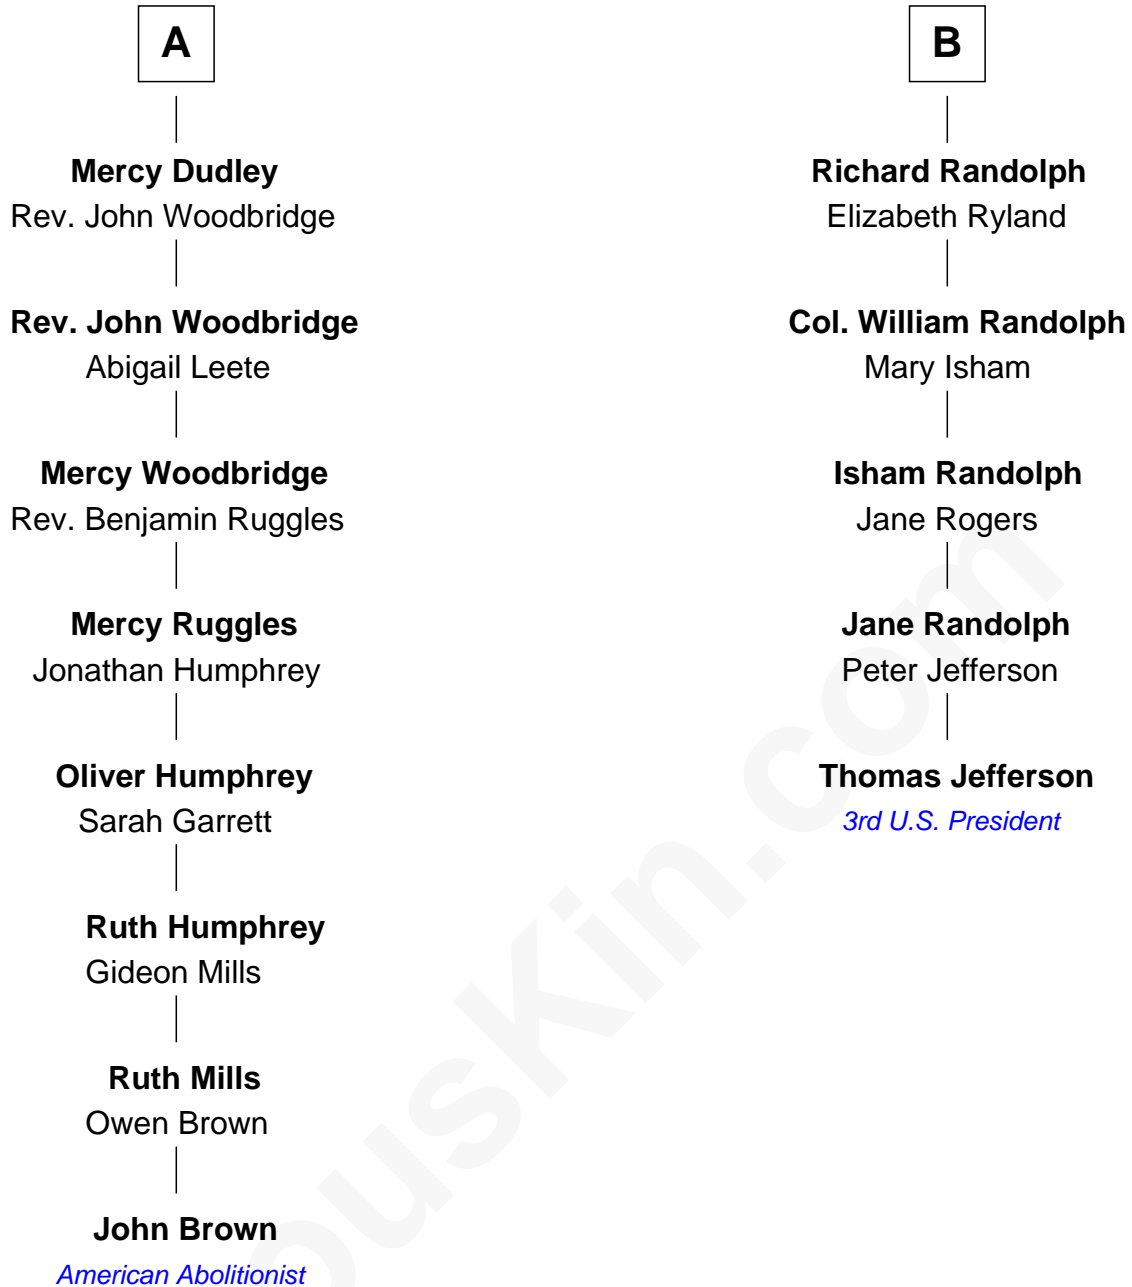 A
Mercy Dudley
Rev. John Woodbridge
Rev. John Woodbridge
Abigail Leete
Mercy Woodbridge
Rev. Benjamin Ruggles
Mercy Ruggles
Jonathan Humphrey
Oliver Humphrey
Sarah Garrett
Ruth Humphrey
Gideon Mills
Ruth Mills
Owen Brown
John Brown
American Abolitionist
B
Richard Randolph
Elizabeth Ryland
Col. William Randolph
Mary Isham
Isham Randolph
Jane Rogers
Jane Randolph
Peter Jefferson
Thomas Jefferson
3rd U.S. President
ousKin.com